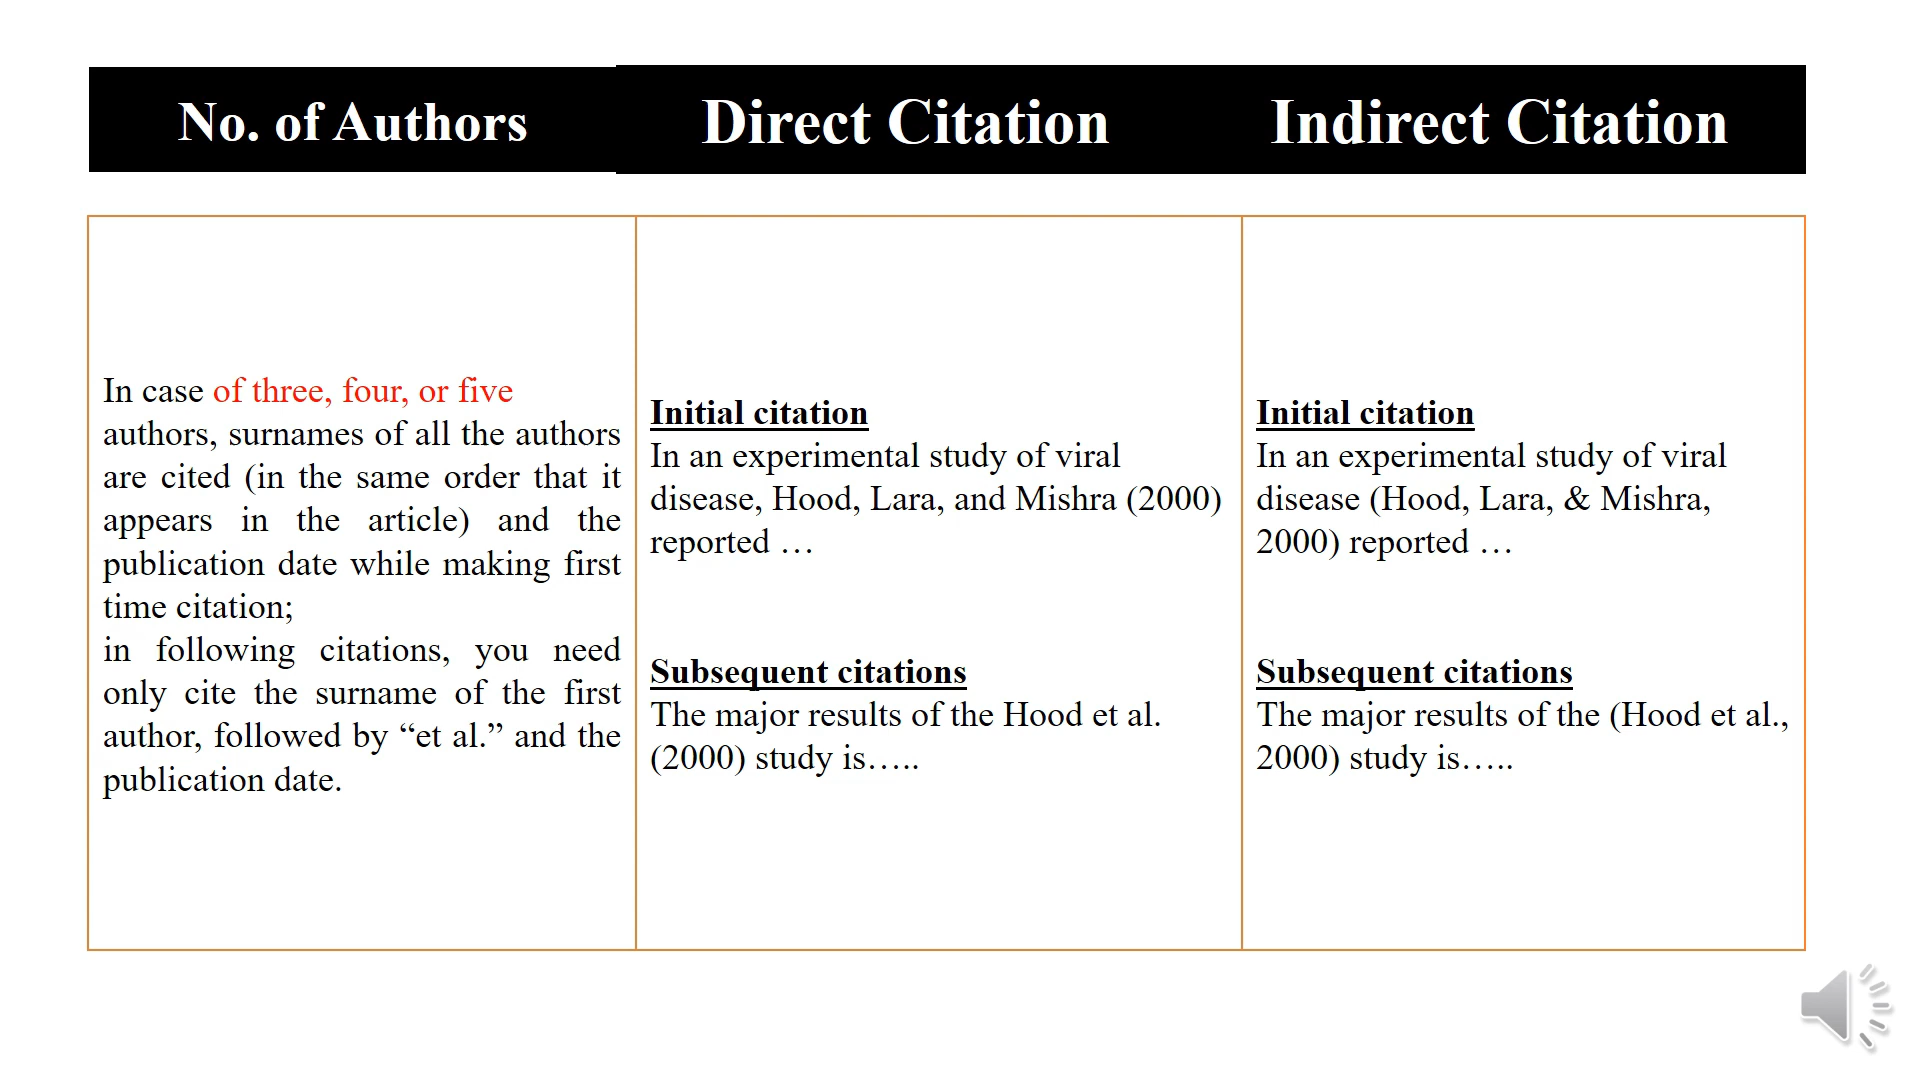 No. of Authors
Direct Citation
Indirect Citation
In case of three, four, or five
authors, surnames of all the authors
are cited (in the same order that it
appears in the article) and the
publication date while making first
time citation;
in following citations, you need
only cite the surname of the first
author, followed by “et al.” and the
publication date.
Initial citation
In an experimental study of viral
disease, Hood, Lara, and Mishra (2000)
reported …
Subsequent citations
The major results of the Hood et al.
(2000) study is…..
Initial citation
In an experimental study of viral
disease (Hood, Lara, & Mishra,
2000) reported …
Subsequent citations
The major results of the (Hood et al.,
2000) study is…..